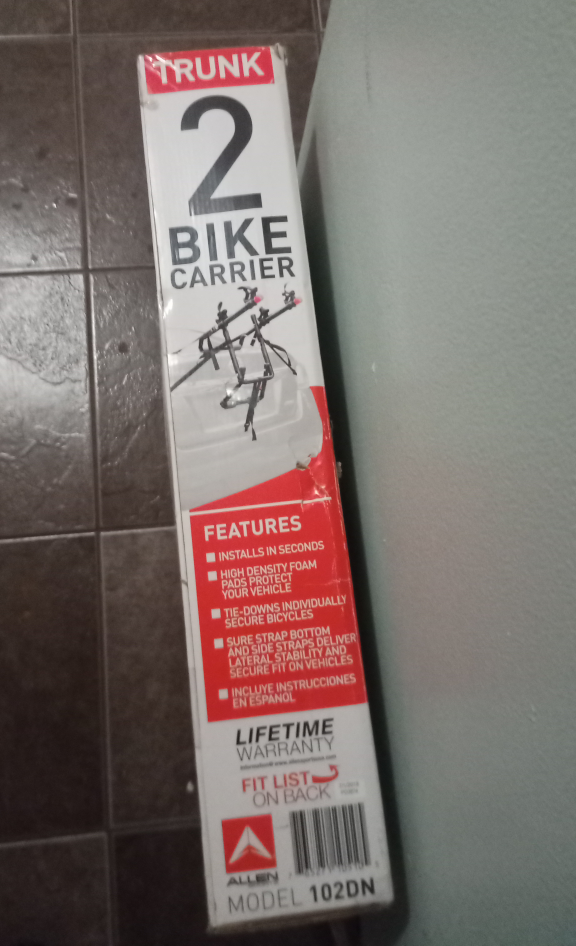 TRUNK
2
BIKE
CARRIER
FEATURES
INSTALLS IN SECONDS
HIGH DENSITY FOAM
PADS PROTECT
YOUR VEHICLE
TIE-DOWNS INDIVIDUALLY
SECURE BICYCLES
SURE STRAP BOTTOM
AND SIDE STRAPS DELIVER
LATERAL STABILITY AND
SECURE FIT ON VEHICLES
INCLUYE INSTRUCCIONES
EN ESPANOL
LIFETIME
WARRANTY
FIT LIST
ON BACK
ALLEN
MODEL 102DN